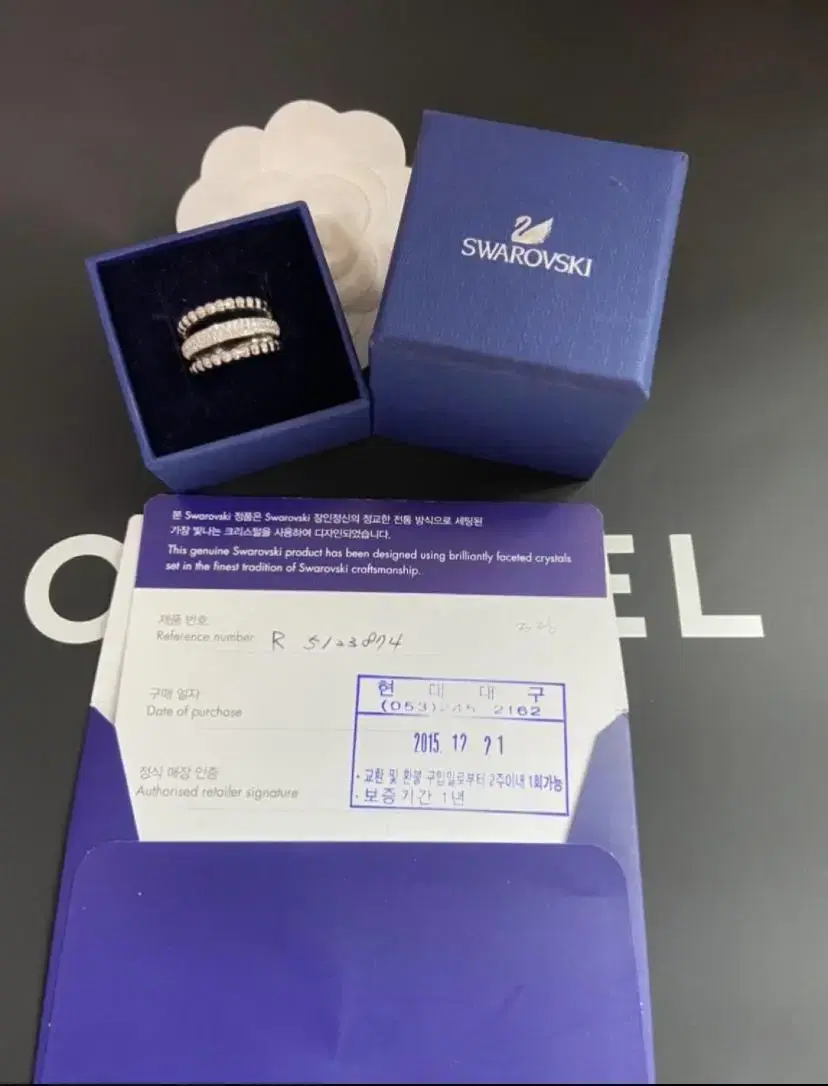 SWAROVSKI
본 Swarovski 정품은 Swarovski 장인정신의 정교한 전통 방식으로 세팅된
가장 빛나는 크리스털을 사용하여 디자인되었습니다.
This genuine Swarovski product has been designed using brilliantly faceted crystals
set in the finest tradition of Swarovski craftsmanship.
제품 번호
Reference number R 5123874
구매 일자
Date of purchase
현 대 대 구
(053) 245 2162
2015. 12 21
정식 매장 인증
Authorised retailer signature
· 교환 및 환불 구입일로부터 2주이내 1회가능
· 보증기간 1년
EL